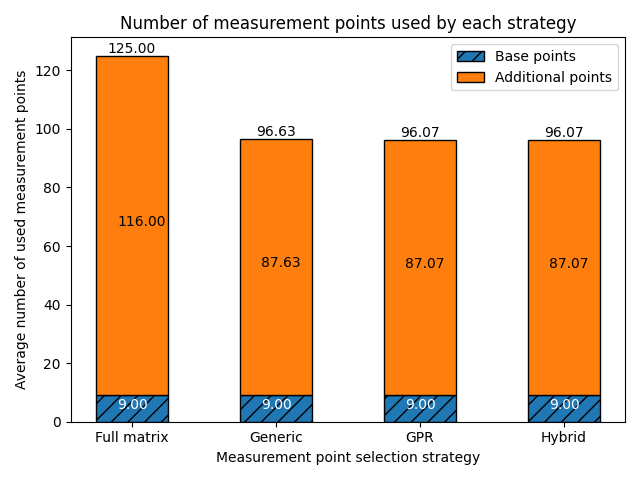 Number of measurement points used by each strategy
Base points
Additional points
Average number of used measurement points
120
100
80
60
40
20
0
125.00
96.63
96.07
96.07
116.00
87.63
87.07
87.07
9.00
9.00
9.00
9.00
Full matrix
Generic
GPR
Hybrid
Measurement point selection strategy